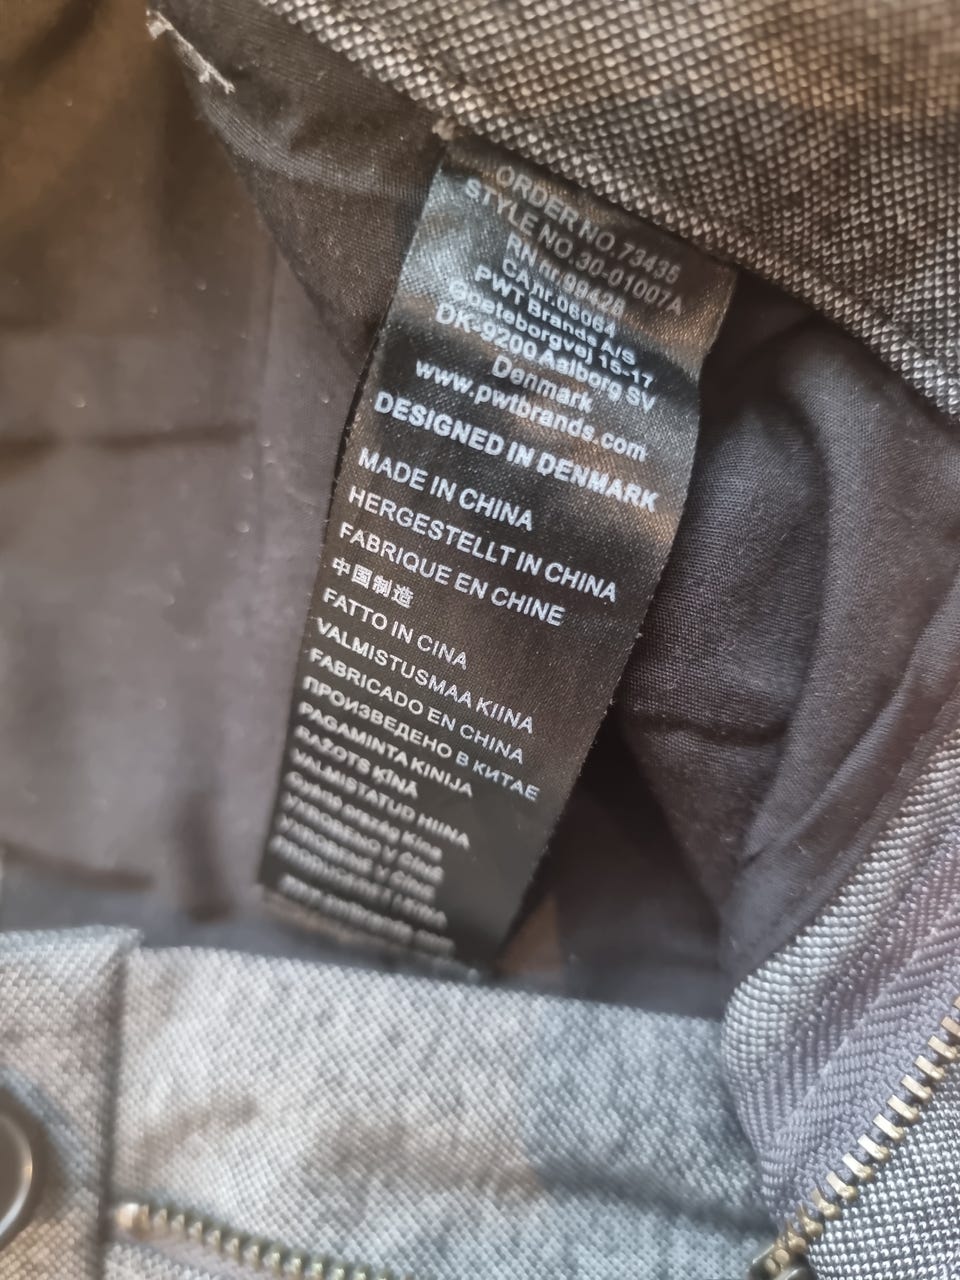 ORDER NO.73435
STYLE NO.30-01007A
RN nr.99428
CA nr.06064
PWT Brands A/S
Goeteborgvej 15-17
DK-9200 Aalborg SV
Denmark
www.pwtbrands.com
DESIGNED IN DENMARK
MADE IN CHINA
HERGESTELLT IN CHINA
FABRIQUE EN CHINE
中国制造
FATTO IN CINA
VALMISTUSMAA KIINA
FABRICADO EN CHINA
ПРОИЗВЕДЕНО В КИТАЕ
PAGAMINTA KINIJA
RAŽOTS ĶĪNĀ
VALMISTATUD HIINA